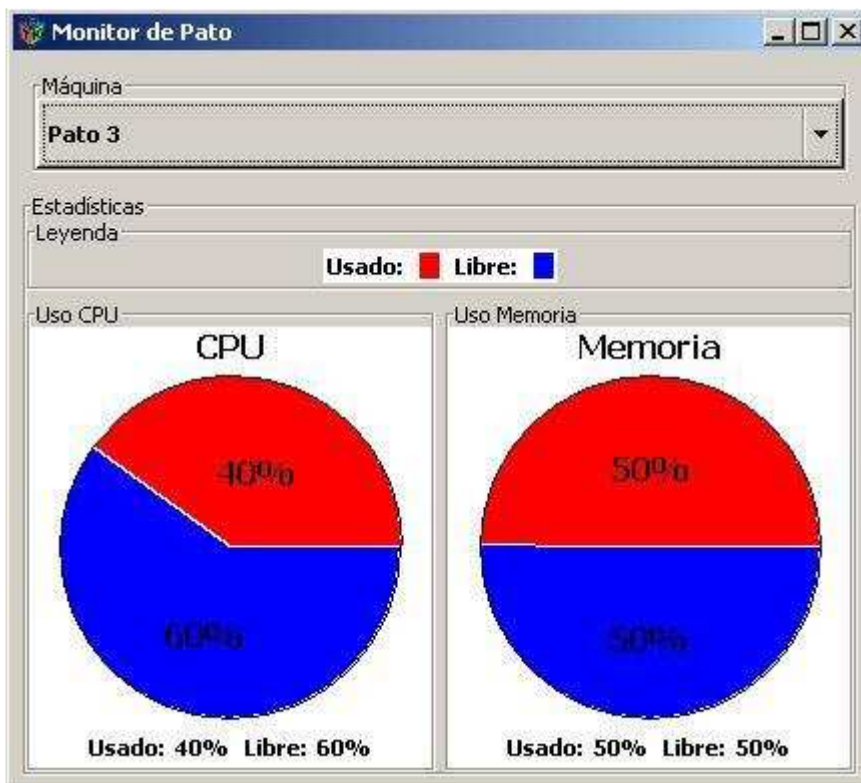 Monitor de Pato
Máquina
Pato 3
Estadísticas
Leyenda
Usado: Libre:
Uso CPU
CPU
40%
60%
Usado: 40% Libre: 60%
Uso Memoria
Memoria
50%
50%
Usado: 50% Libre: 50%